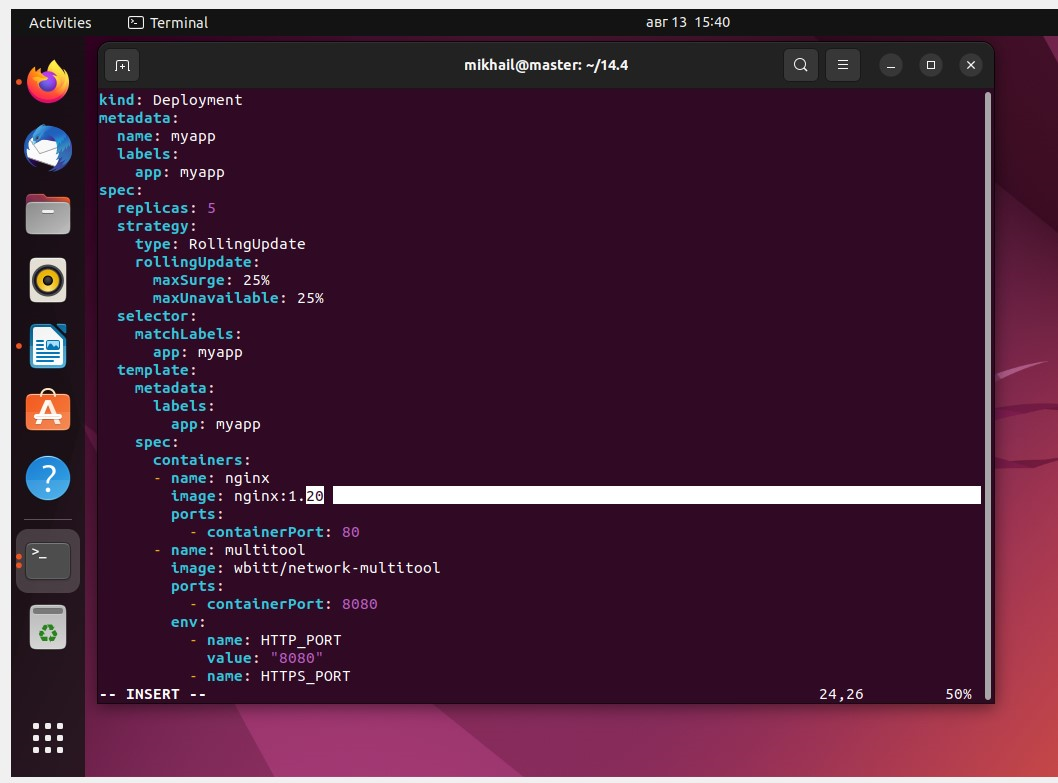 Activities
Terminal
авг 13 15:40
mikhail@master: ~/14.4
kind: Deployment
metadata:
  name: myapp
  labels:
    app: myapp
spec:
  replicas: 5
  strategy:
    type: RollingUpdate
    rollingUpdate:
      maxSurge: 25%
      maxUnavailable: 25%
  selector:
    matchLabels:
      app: myapp
  template:
    metadata:
      labels:
        app: myapp
    spec:
      containers:
      - name: nginx
        image: nginx:1.20
        ports:
          - containerPort: 80
      - name: multitool
        image: wbitt/network-multitool
        ports:
          - containerPort: 8080
        env:
          - name: HTTP_PORT
            value: "8080"
          - name: HTTPS_PORT
-- INSERT --
24,26
50%